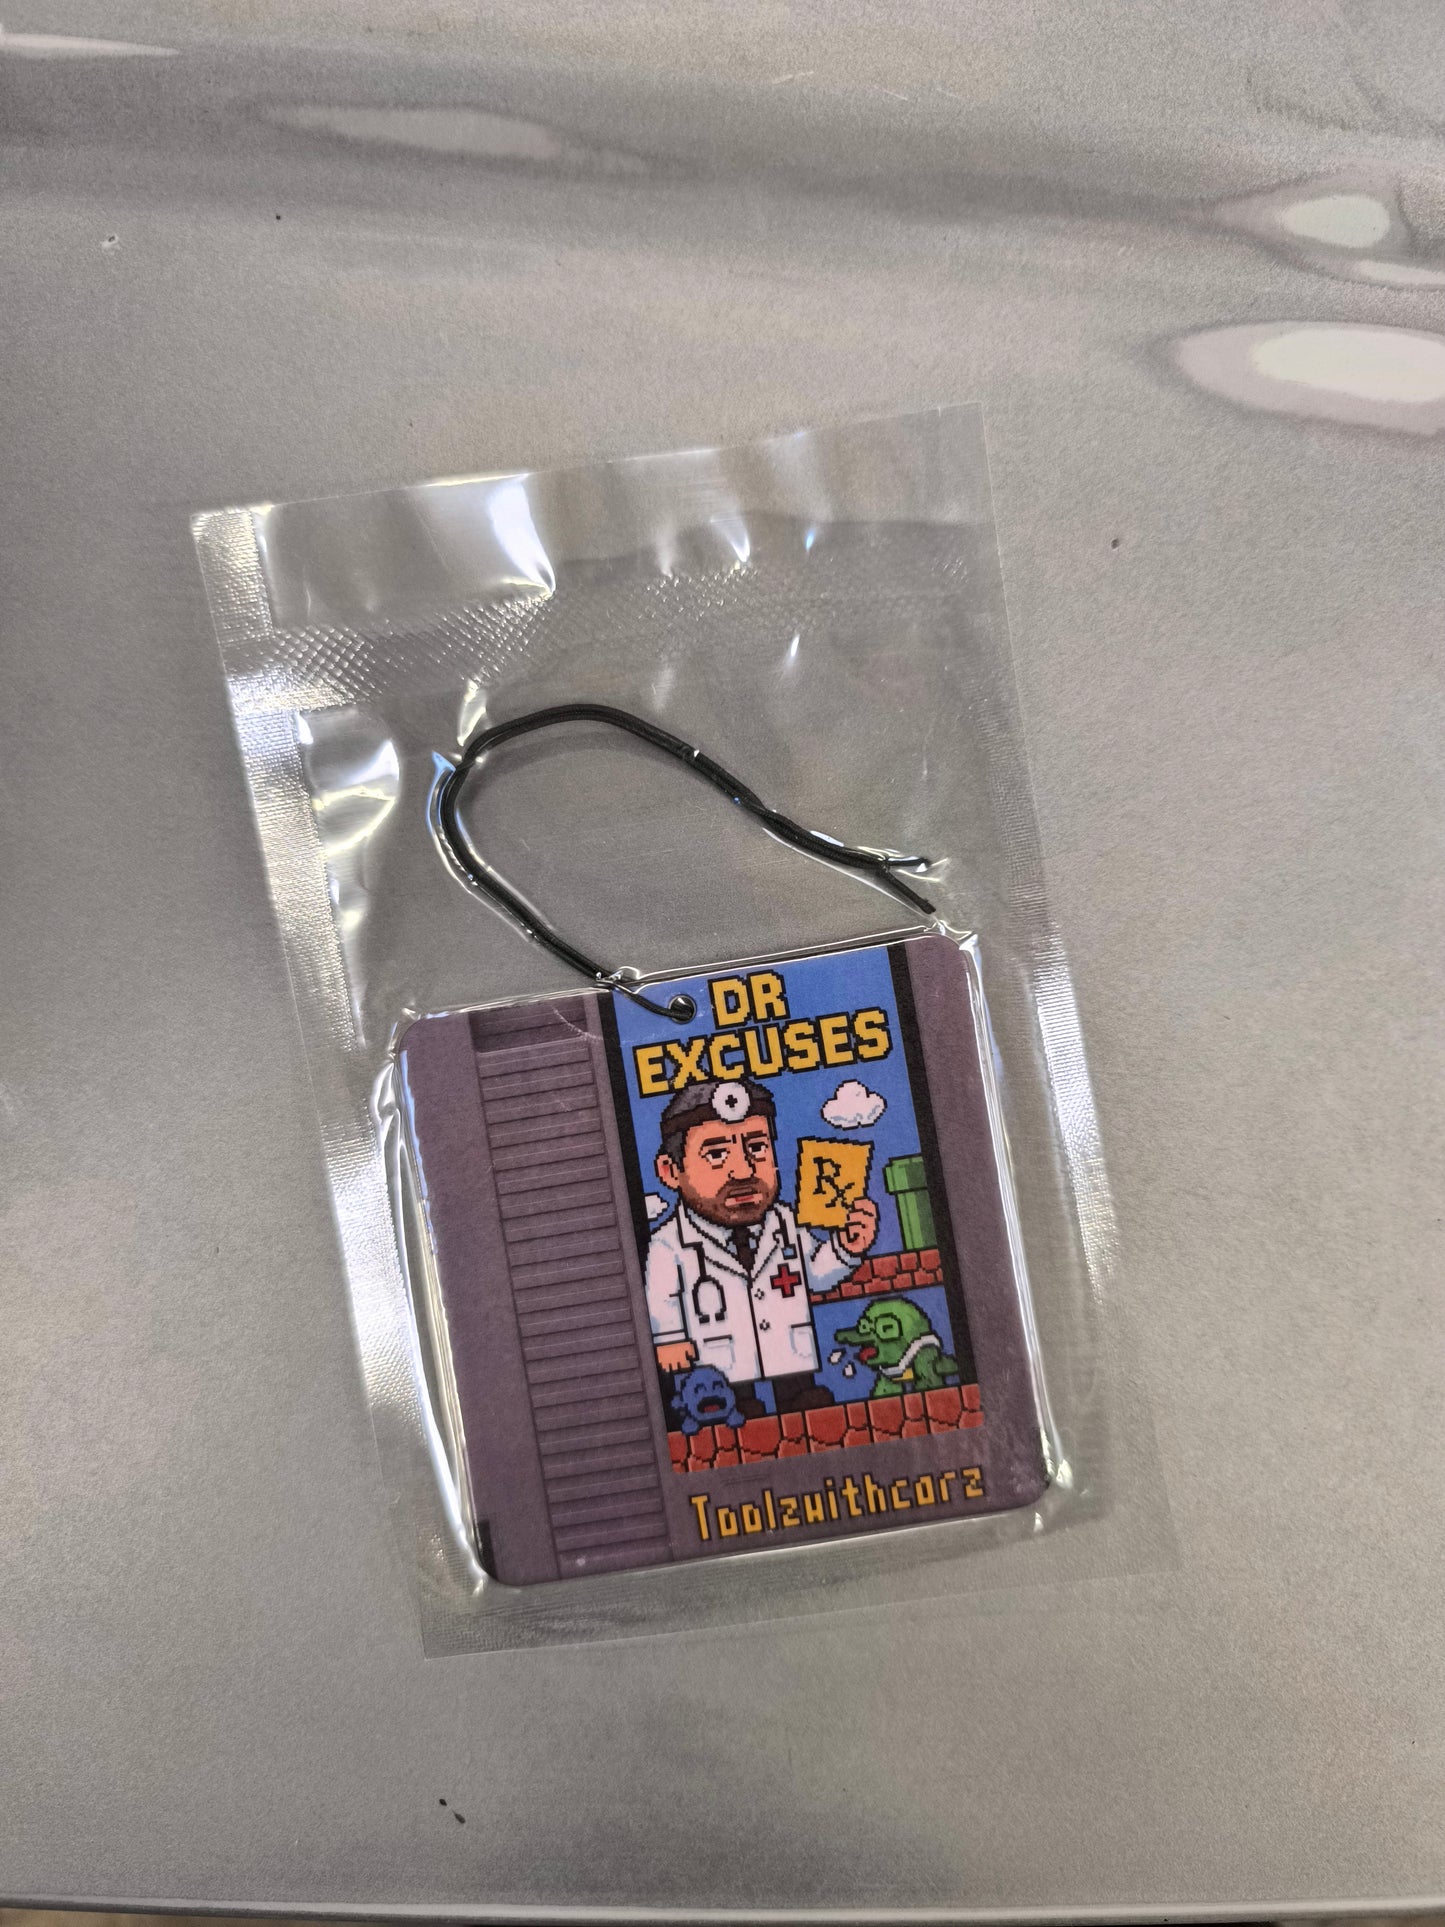 DR
EXCUSES
Rx
Toolzwithcarz